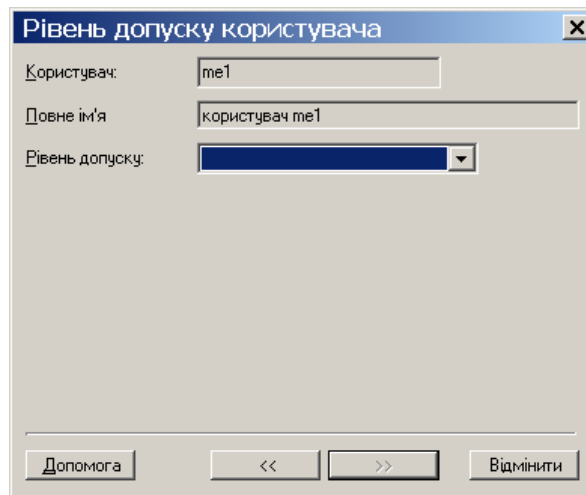 Рівень допуску користувача
Користувач: me1
Повне ім'я користувач me1
Рівень допуску:
Допомога << >> Відмінити